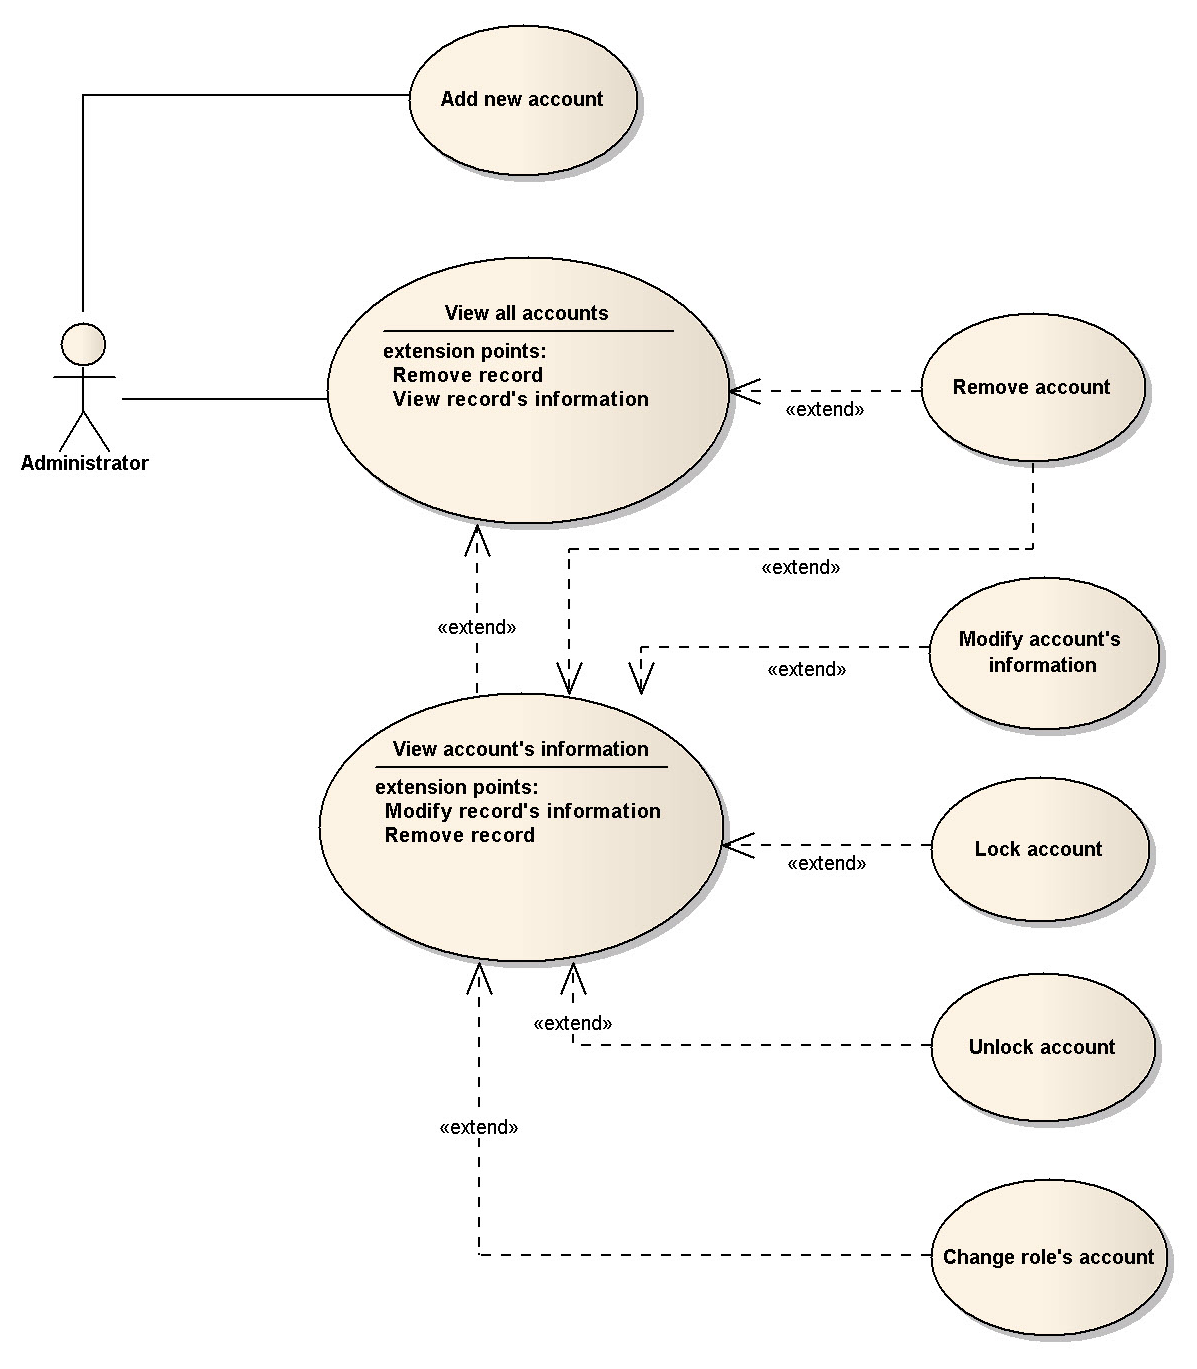 Add new account
View all accounts
extension points:
Remove record
View record's information
Remove account
«extend»
Administrator
«extend»
«extend»
Modify account's
information
«extend»
View account's information
extension points:
Modify record's information
Remove record
Lock account
«extend»
«extend»
Unlock account
«extend»
Change role's account